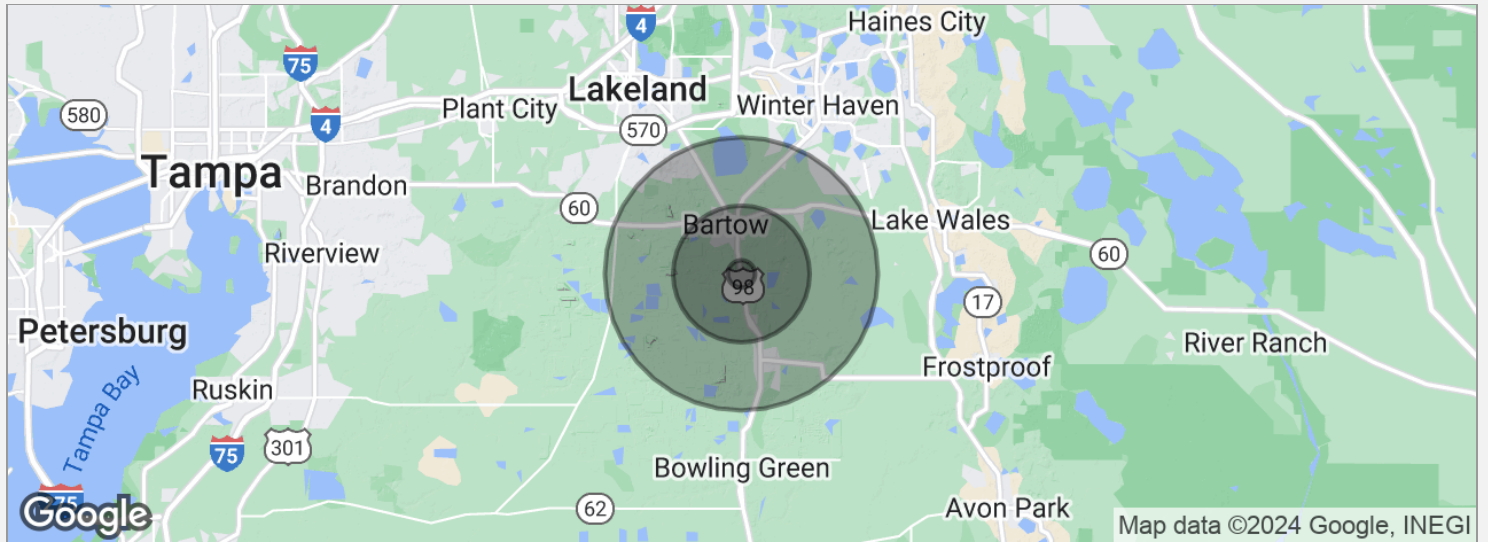 4
Haines City
75
Lakeland
Winter Haven
Plant City
580
4
570
Tampa
Brandon
60
Bartow
Lake Wales
60
Riverview
98
17
Petersburg
River Ranch
Frostproof
Ruskin
Tampa Bay
301
75
Bowling Green
75
62
Avon Park
Google
Map data ©2024 Google, INEGI